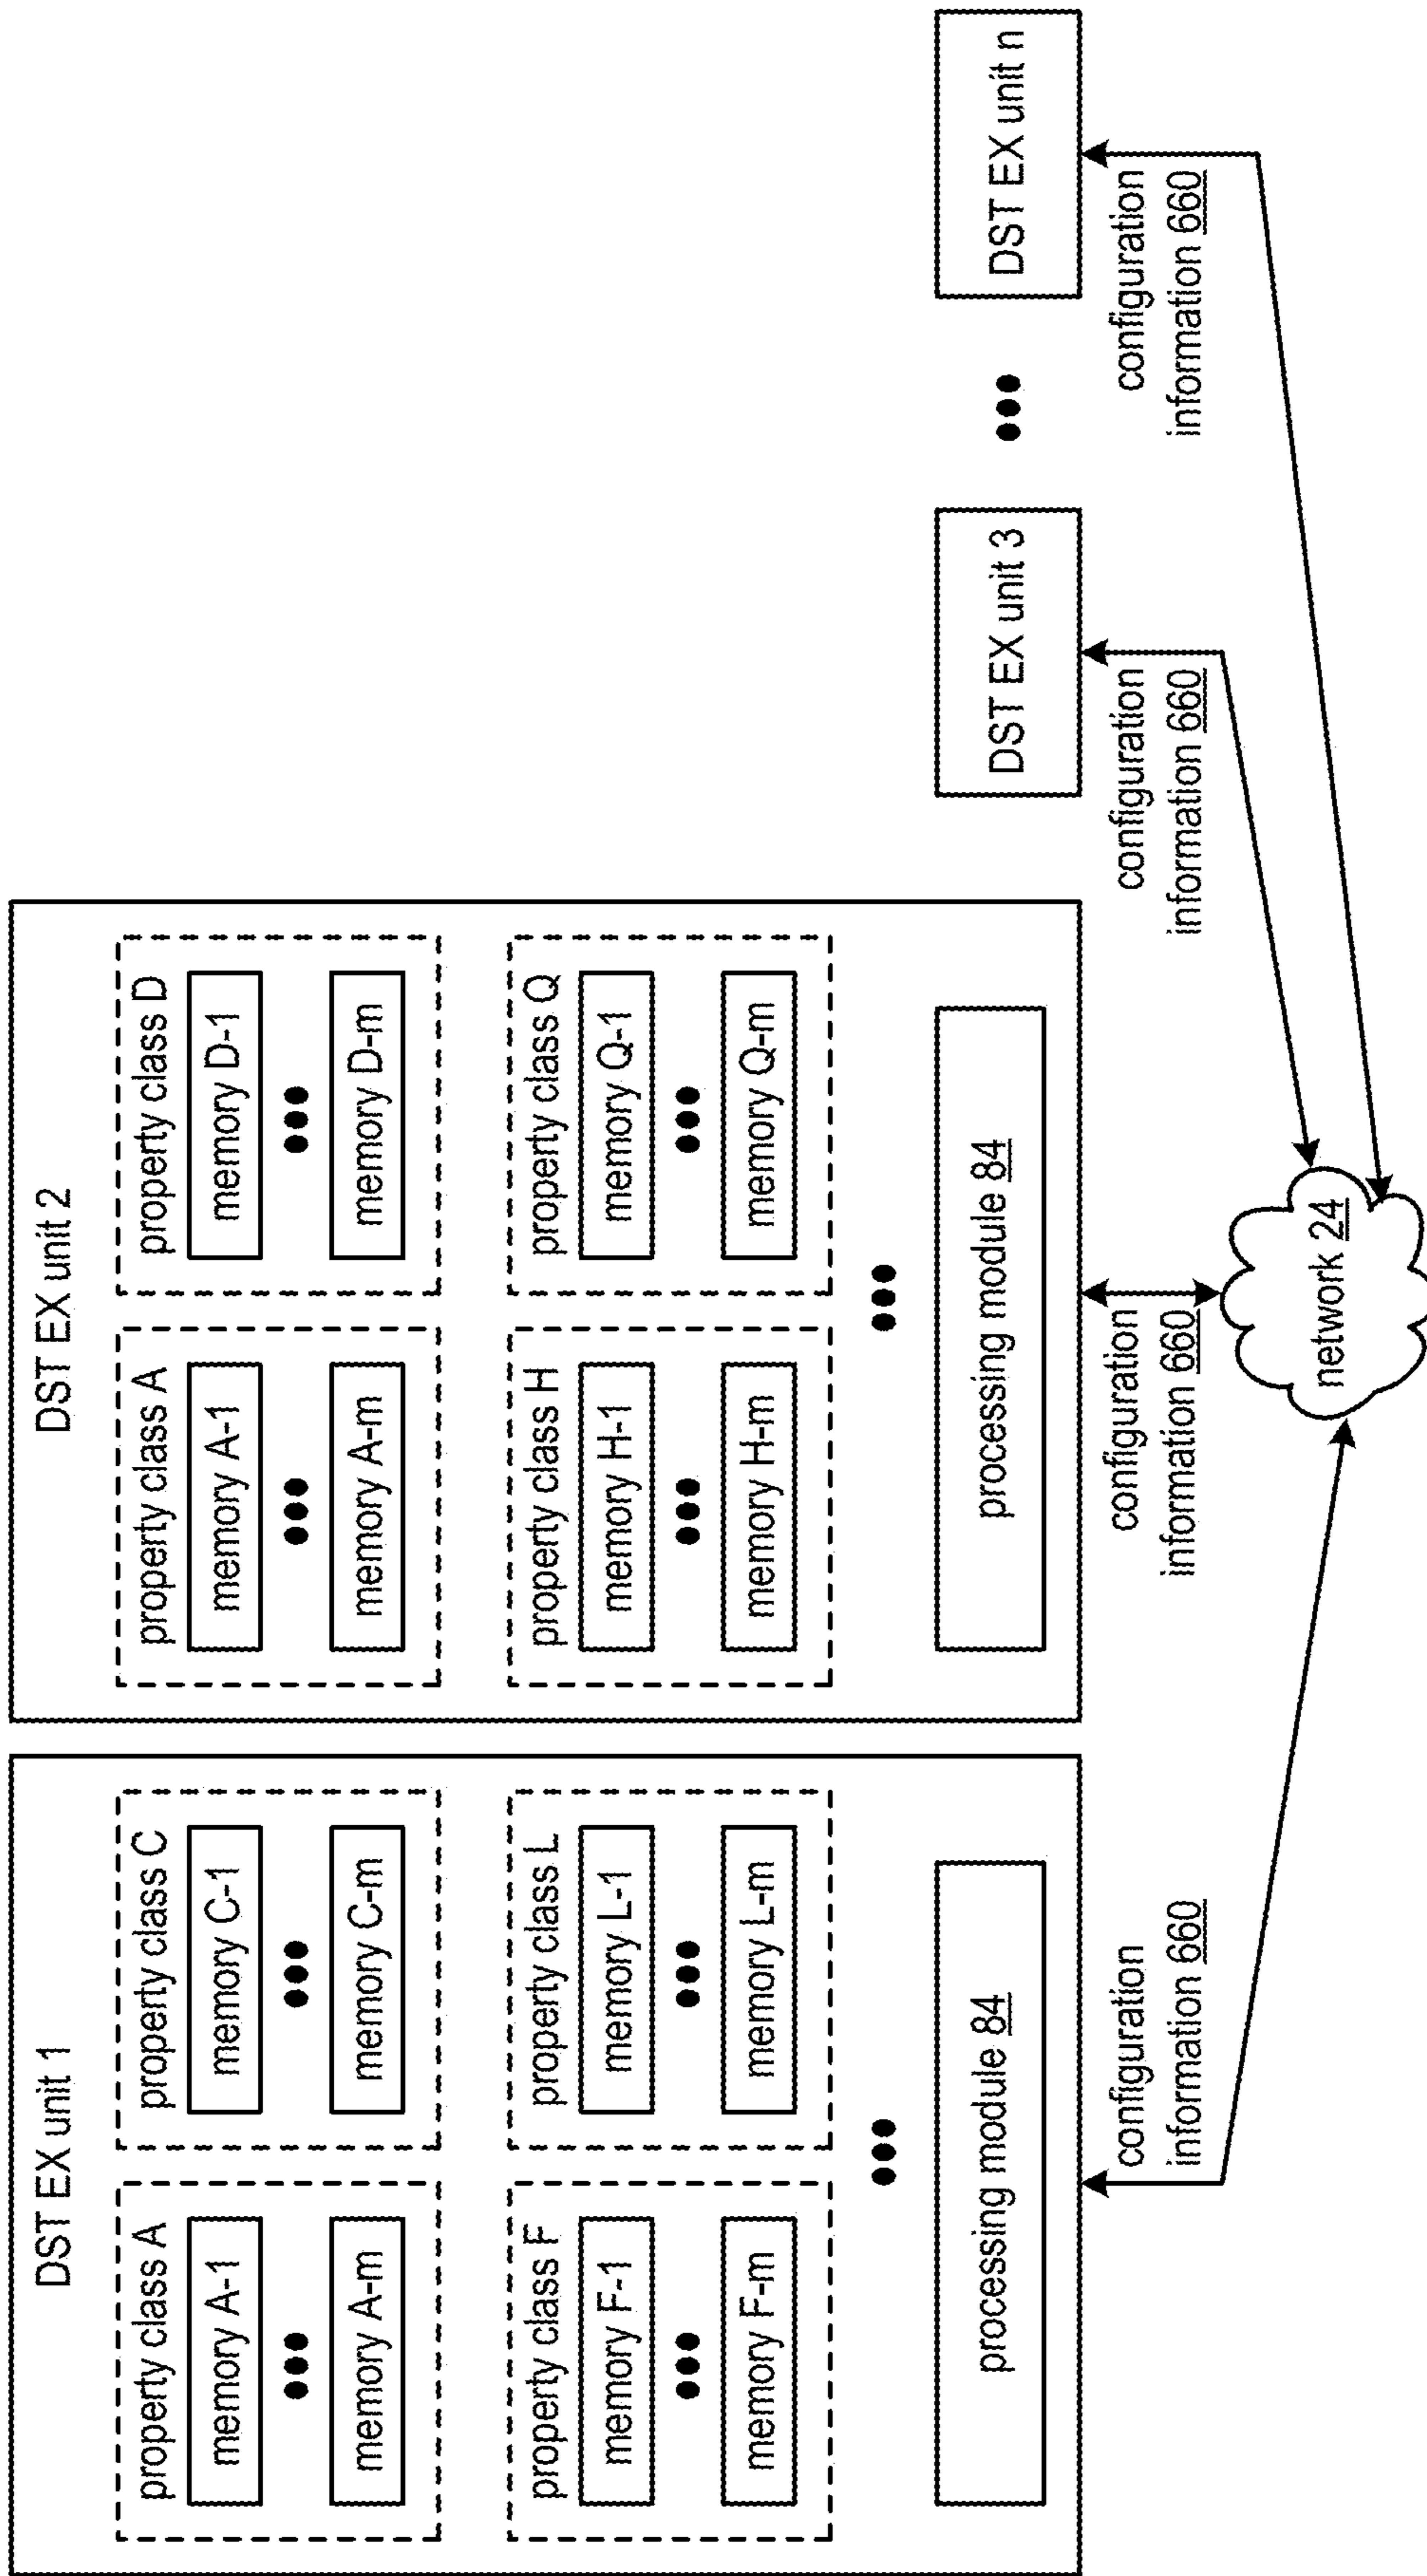 DST EX unit 1
property class A
memory A-1
memory A-m
property class C
memory C-1
memory C-m
property class F
memory F-1
memory F-m
property class L
memory L-1
memory L-m
processing module 84
DST EX unit 2
property class A
memory A-1
memory A-m
property class D
memory D-1
memory D-m
property class H
memory H-1
memory H-m
property class Q
memory Q-1
memory Q-m
processing module 84
DST EX unit 3
DST EX unit n
configuration
information 660
configuration
information 660
configuration
information 660
configuration
information 660
network 24